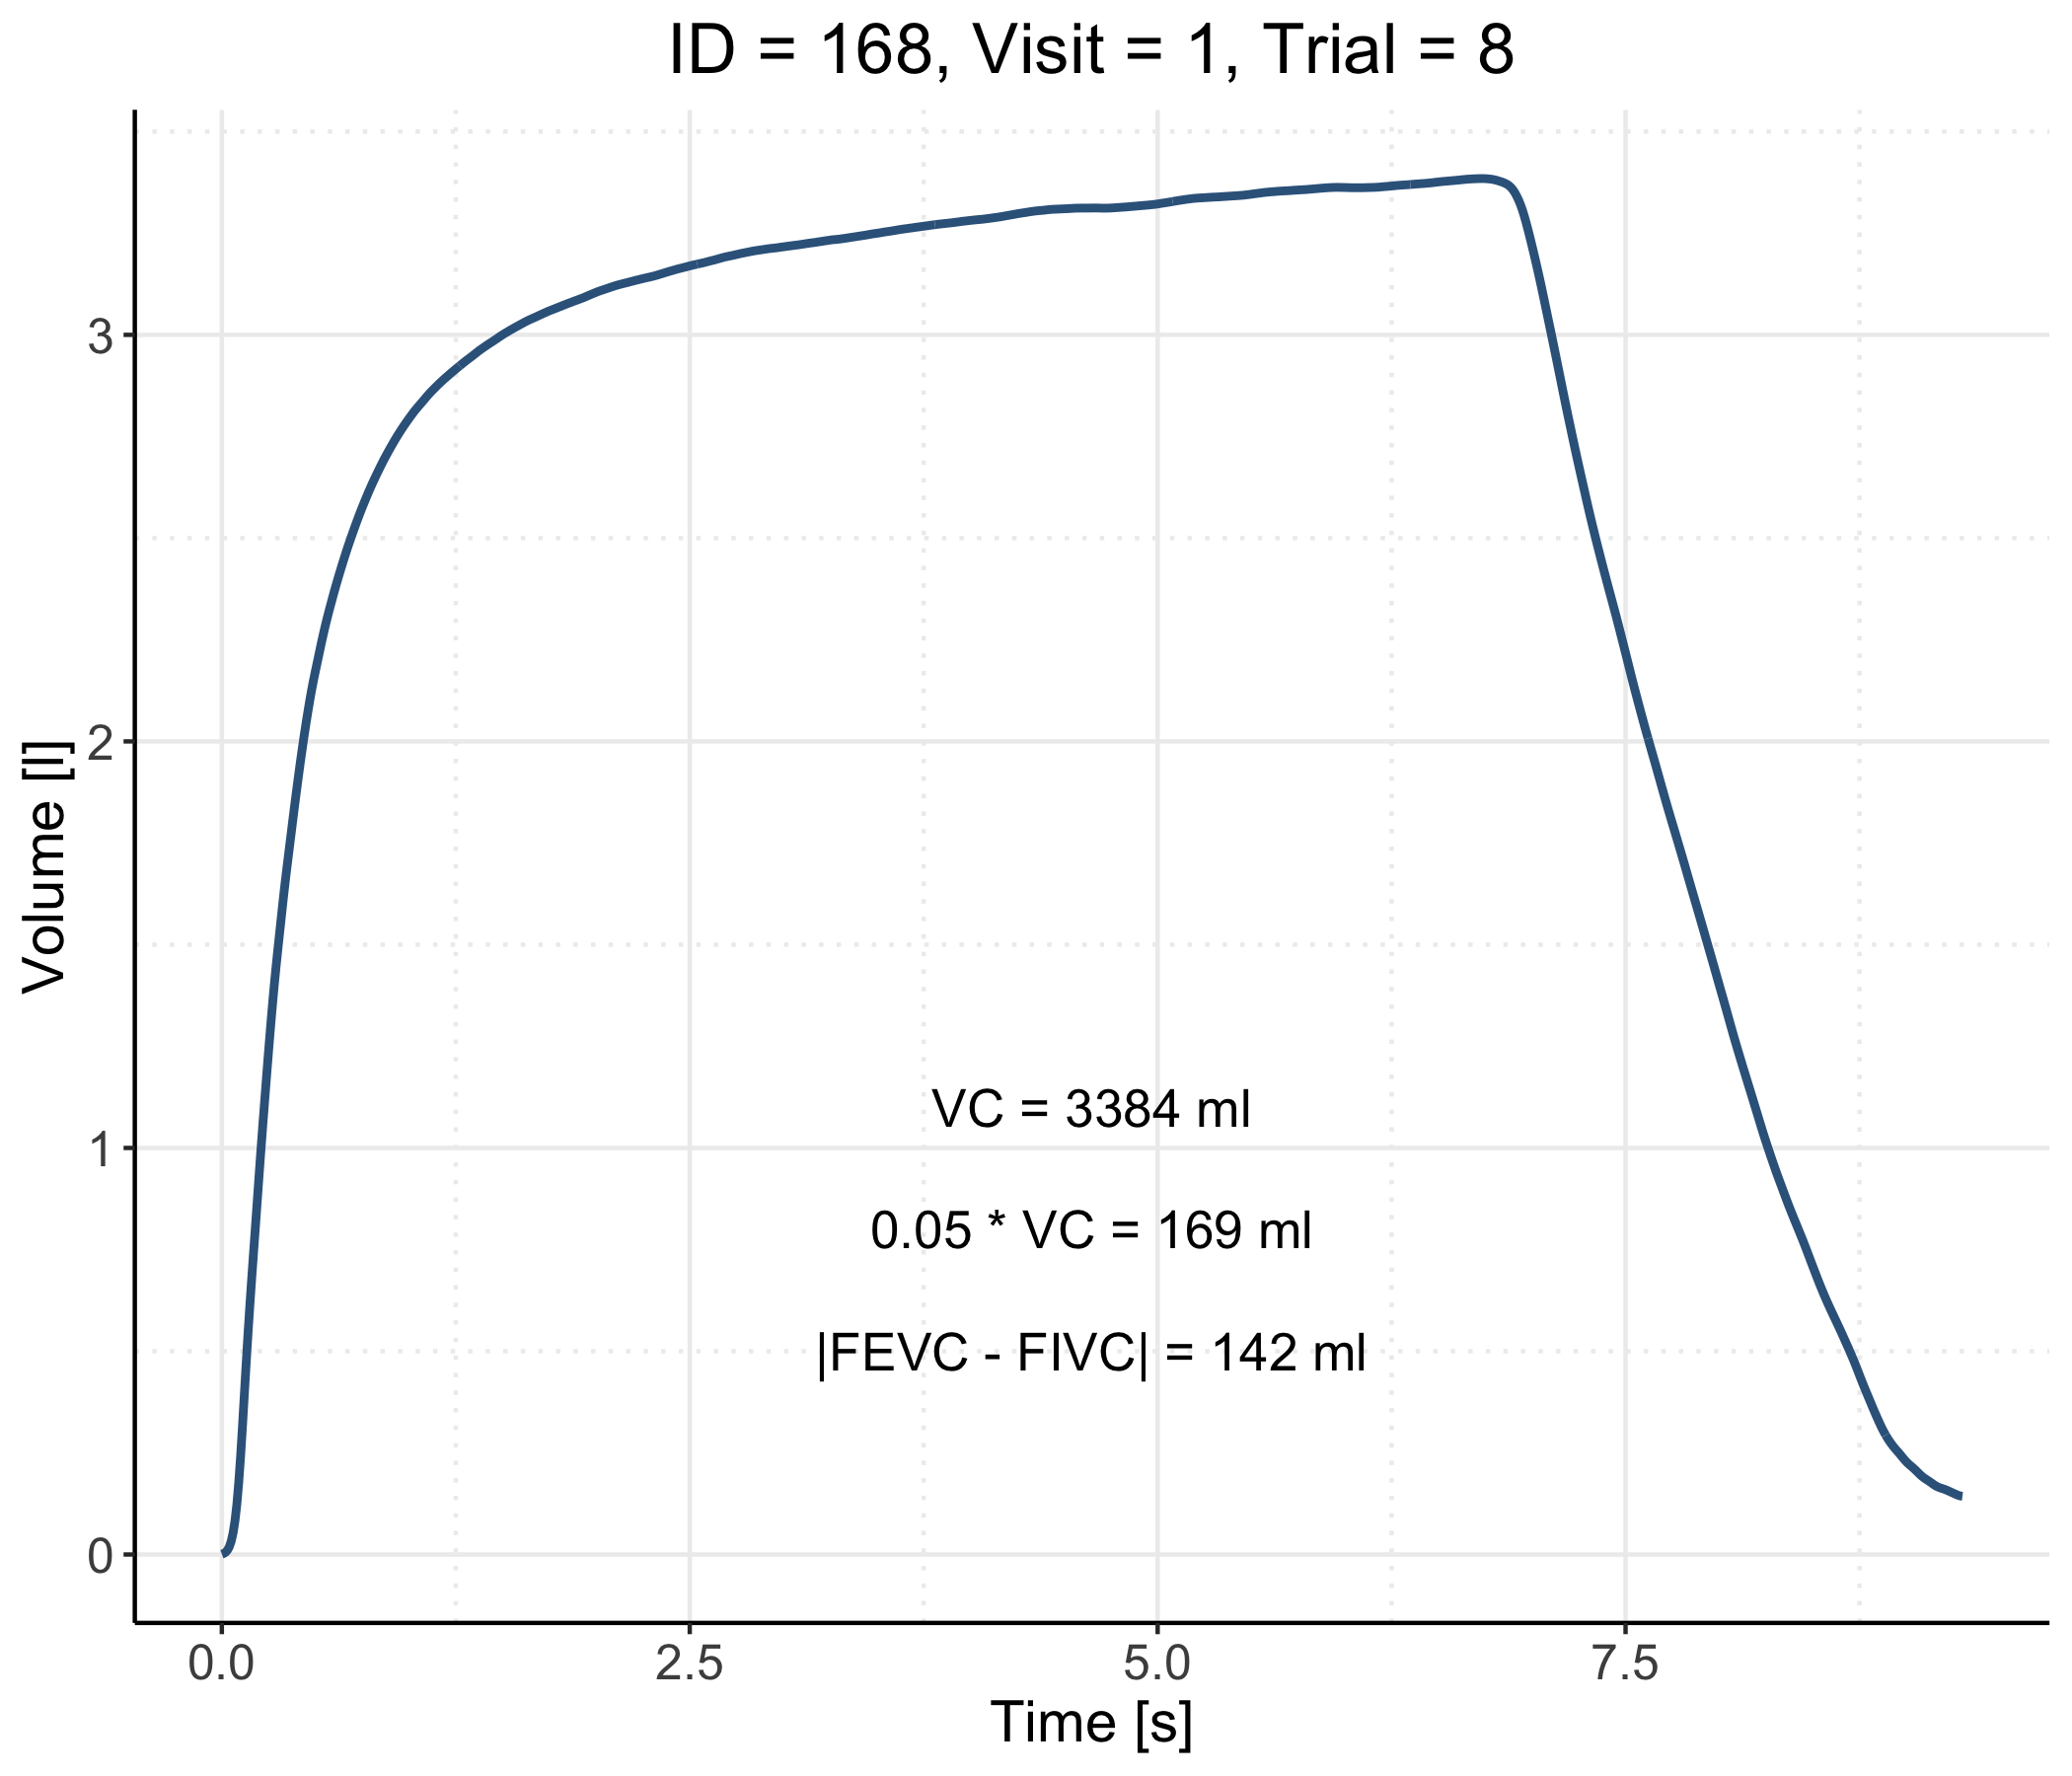 ID = 168, Visit = 1, Trial = 8
3
2
1
0
Volume [l]
VC = 3384 ml
0.05 * VC = 169 ml
|FEVC - FIVC| = 142 ml
0.0 2.5 5.0 7.5
Time [s]